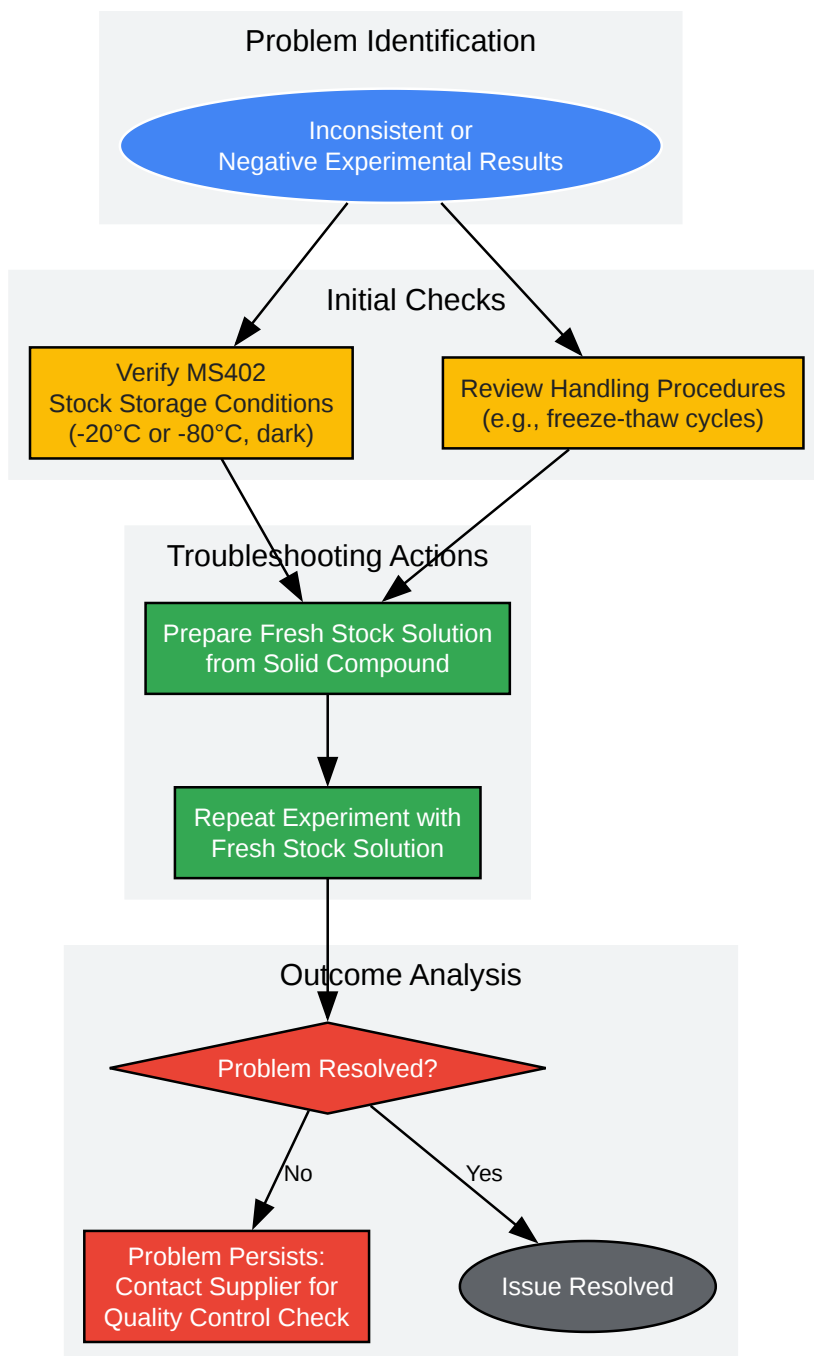 Problem Identification
Inconsistent or
Negative Experimental Results
Initial Checks
Verify MS402
Stock Storage Conditions
(-20°C or -80°C, dark)
Review Handling Procedures
(e.g., freeze-thaw cycles)
Troubleshooting Actions
Prepare Fresh Stock Solution
from Solid Compound
Repeat Experiment with
Fresh Stock Solution
Outcome Analysis
Problem Resolved?
No
Yes
Problem Persists:
Contact Supplier for
Quality Control Check
Issue Resolved